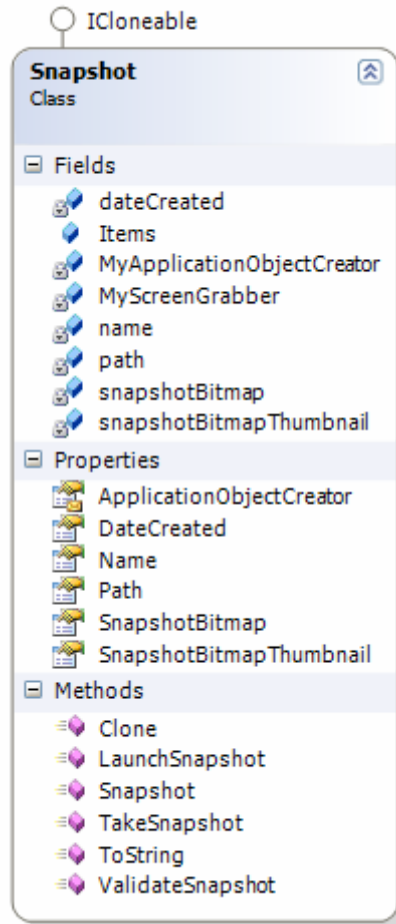 ICloneable
Snapshot
Class
Fields
dateCreated
Items
MyApplicationObjectCreator
MyScreenGrabber
name
path
snapshotBitmap
snapshotBitmapThumbnail
Properties
ApplicationObjectCreator
DateCreated
Name
Path
SnapshotBitmap
SnapshotBitmapThumbnail
Methods
Clone
LaunchSnapshot
Snapshot
TakeSnapshot
ToString
ValidateSnapshot